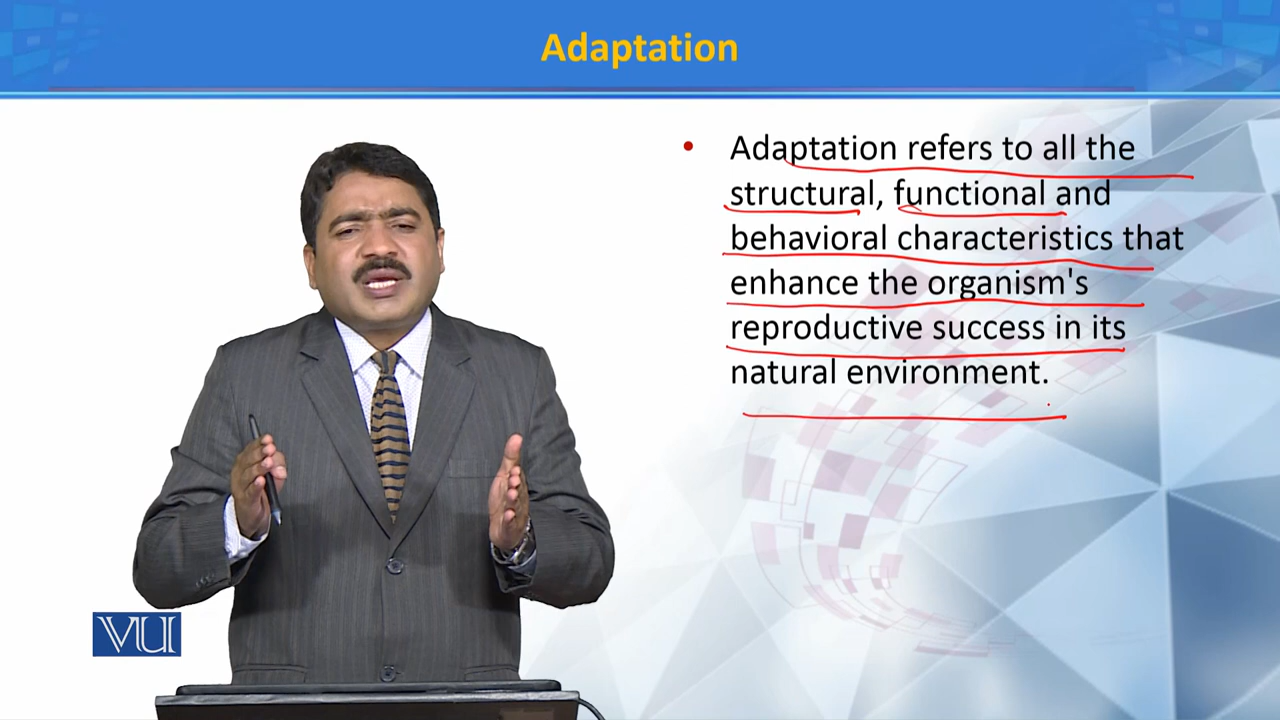 Adaptation
• Adaptation refers to all the
structural, functional and
behavioral characteristics that
enhance the organism's
reproductive success in its
natural environment.
VU